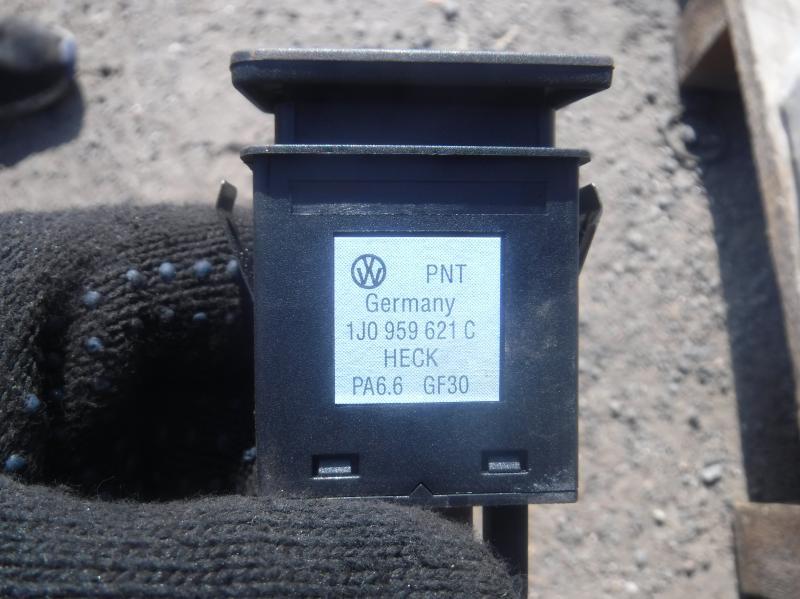 PNT
Germany
1J0 959 621 C
HECK
PA6.6 GF30